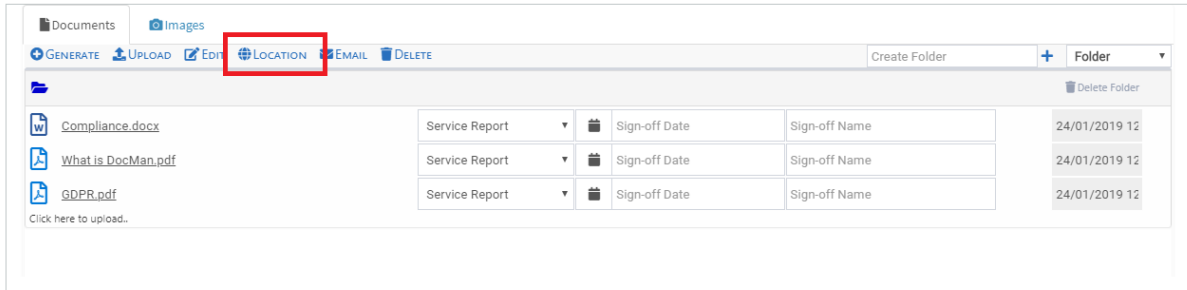 Documents Images
GENERATE UPLOAD EDIT LOCATION EMAIL DELETE Create Folder + Folder
Delete Folder
Compliance.docx Service Report Sign-off Date Sign-off Name 24/01/2019 12
What is DocMan.pdf Service Report Sign-off Date Sign-off Name 24/01/2019 12
GDPR.pdf Service Report Sign-off Date Sign-off Name 24/01/2019 12
Click here to upload..